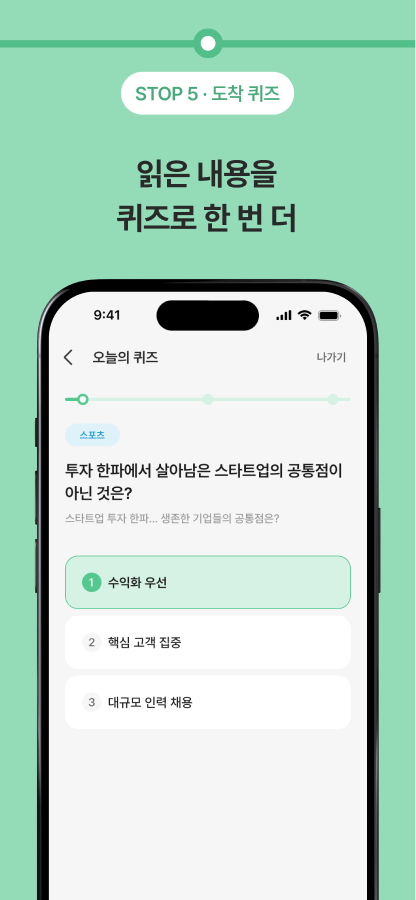 STOP 5 · 도착 퀴즈
읽은 내용을
퀴즈로 한 번 더
9:41
오늘의 퀴즈
나가기
스포츠
투자 한파에서 살아남은 스타트업의 공통점이
아닌 것은?
스타트업 투자 한파... 생존한 기업들의 공통점은?
1 수익화 우선
2 핵심 고객 집중
3 대규모 인력 채용